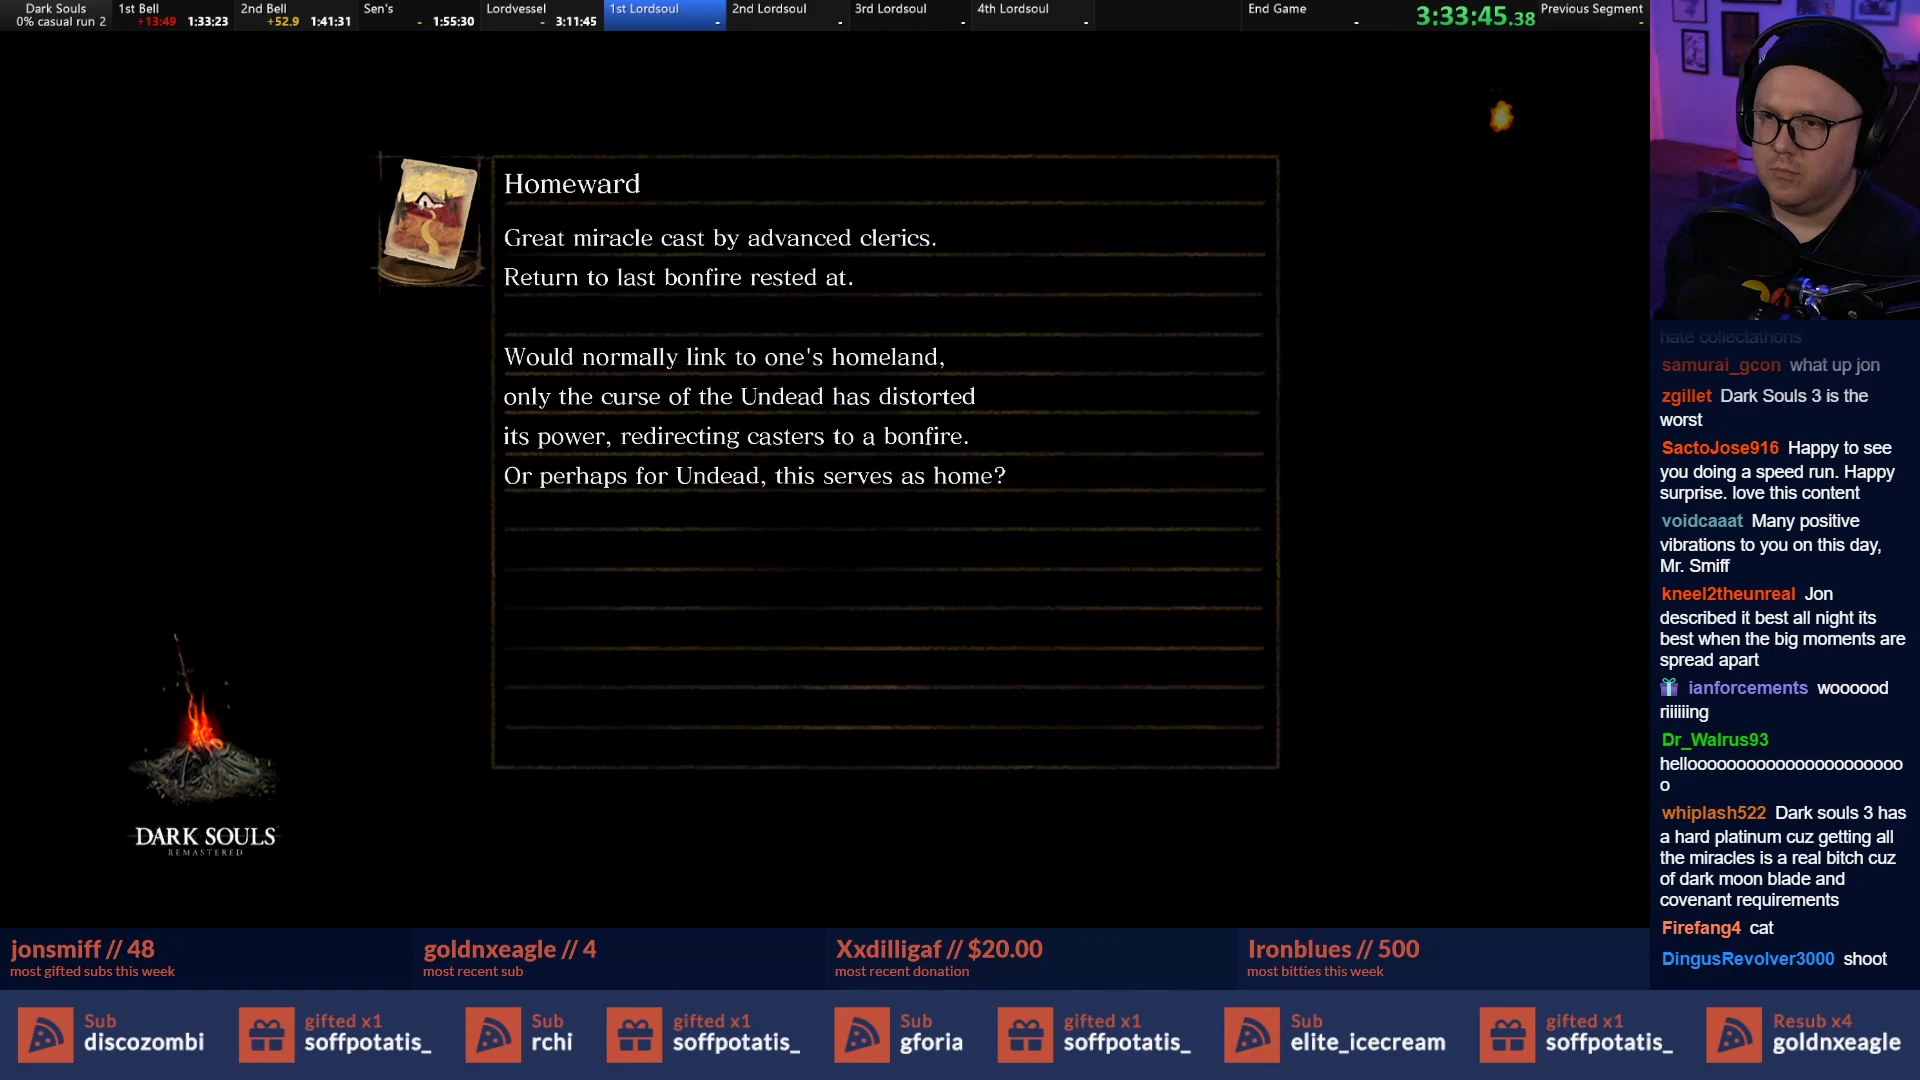 Dark Souls
0% casual run 2
1st Bell
+13:49 1:33:23
2nd Bell
+52.9 1:41:31
Sen's
- 1:55:30
Lordvessel
- 3:11:45
1st Lordsoul
-
2nd Lordsoul
-
3rd Lordsoul
-
4th Lordsoul
-
End Game
-
3:33:45.38
Previous Segment
-
Homeward
Great miracle cast by advanced clerics.
Return to last bonfire rested at.
Would normally link to one's homeland,
only the curse of the Undead has distorted
its power, redirecting casters to a bonfire.
Or perhaps for Undead, this serves as home?
DARK SOULS
REMASTERED
hate collectathons
samurai_gcon what up jon
zgillet Dark Souls 3 is the
worst
SactoJose916 Happy to see
you doing a speed run. Happy
surprise. love this content
voidcaaat Many positive
vibrations to you on this day,
Mr. Smiff
kneel2theunreal Jon
described it best all night its
best when the big moments are
spread apart
ianforcements woooood
riiiiiing
Dr_Walrus93
hellooooooooooooooooooooooo
o
whiplash522 Dark souls 3 has
a hard platinum cuz getting all
the miracles is a real bitch cuz
of dark moon blade and
covenant requirements
Firefang4 cat
DingusRevolver3000 shoot
jonsmiff // 48
most gifted subs this week
goldnxeagle // 4
most recent sub
Xxdilligaf // $20.00
most recent donation
Ironblues // 500
most bitties this week
Sub
discozombi
gifted x1
soffpotatis_
Sub
rchi
gifted x1
soffpotatis_
Sub
gforia
gifted x1
soffpotatis_
Sub
elite_icecream
gifted x1
soffpotatis_
Resub x4
goldnxeagle